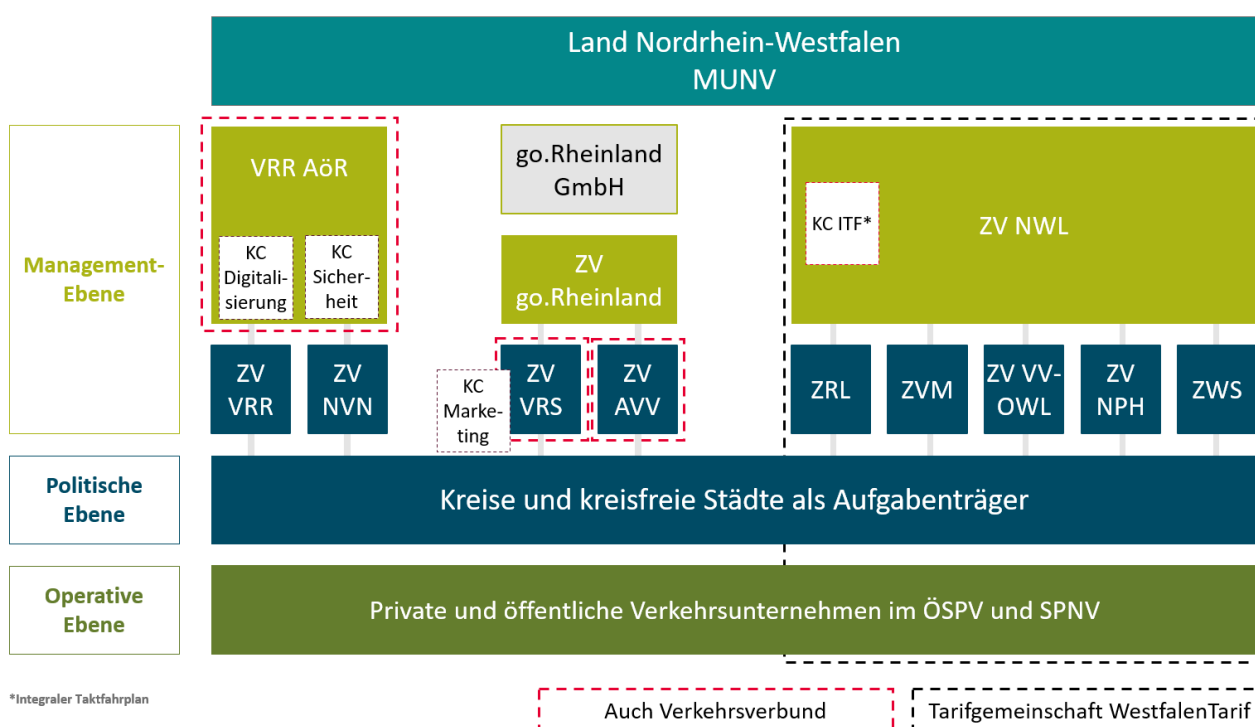 Land Nordrhein-Westfalen
MUNV
Management-
Ebene
VRR AöR
KC
Digitali-
sierung
KC
Sicher-
heit
go.Rheinland
GmbH
ZV
go.Rheinland
KC ITF*
ZV NWL
ZV
VRR
ZV
NVN
KC
Marke-
ting
ZV
VRS
ZV
AVV
ZRL
ZVM
ZV VV-
OWL
ZV
NPH
ZWS
Politische
Ebene
Kreise und kreisfreie Städte als Aufgabenträger
Operative
Ebene
Private und öffentliche Verkehrsunternehmen im ÖSPV und SPNV
*Integraler Taktfahrplan
Auch Verkehrsverbund
Tarifgemeinschaft WestfalenTarif